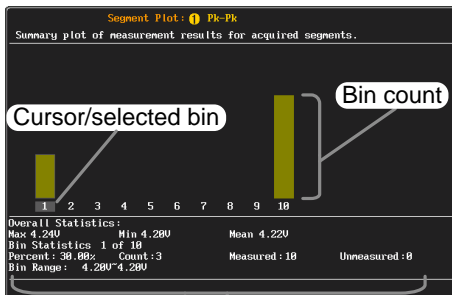 Segment Plot: 1 Pk-Pk
Summary plot of measurement results for acquired segments.
Bin count
Cursor/selected bin
1 2 3 4 5 6 7 8 9 10
Overall Statistics:
Max 4.24V Min 4.20V Mean 4.22V
Bin Statistics 1 of 10
Percent: 30.00% Count:3 Measured:10 Unmeasured:0
Bin Range: 4.20V~4.20V